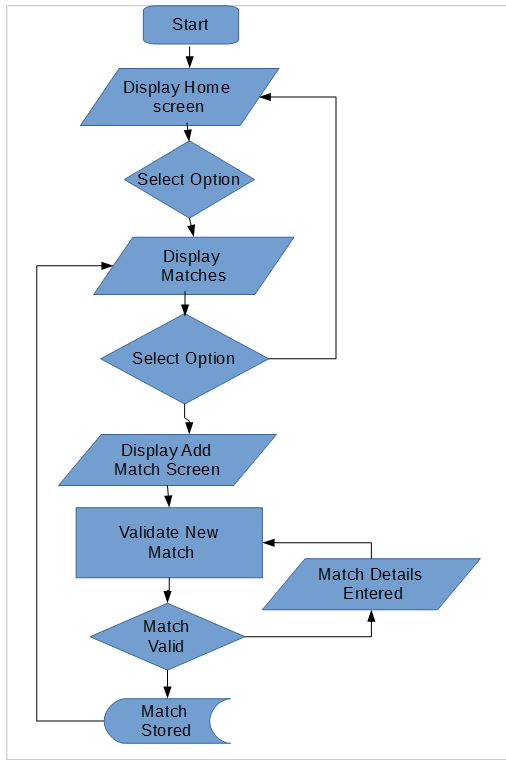 Start
Display Home
screen
Select Option
Display
Matches
Select Option
Display Add
Match Screen
Validate New
Match
Match Details
Entered
Match
Valid
Match
Stored